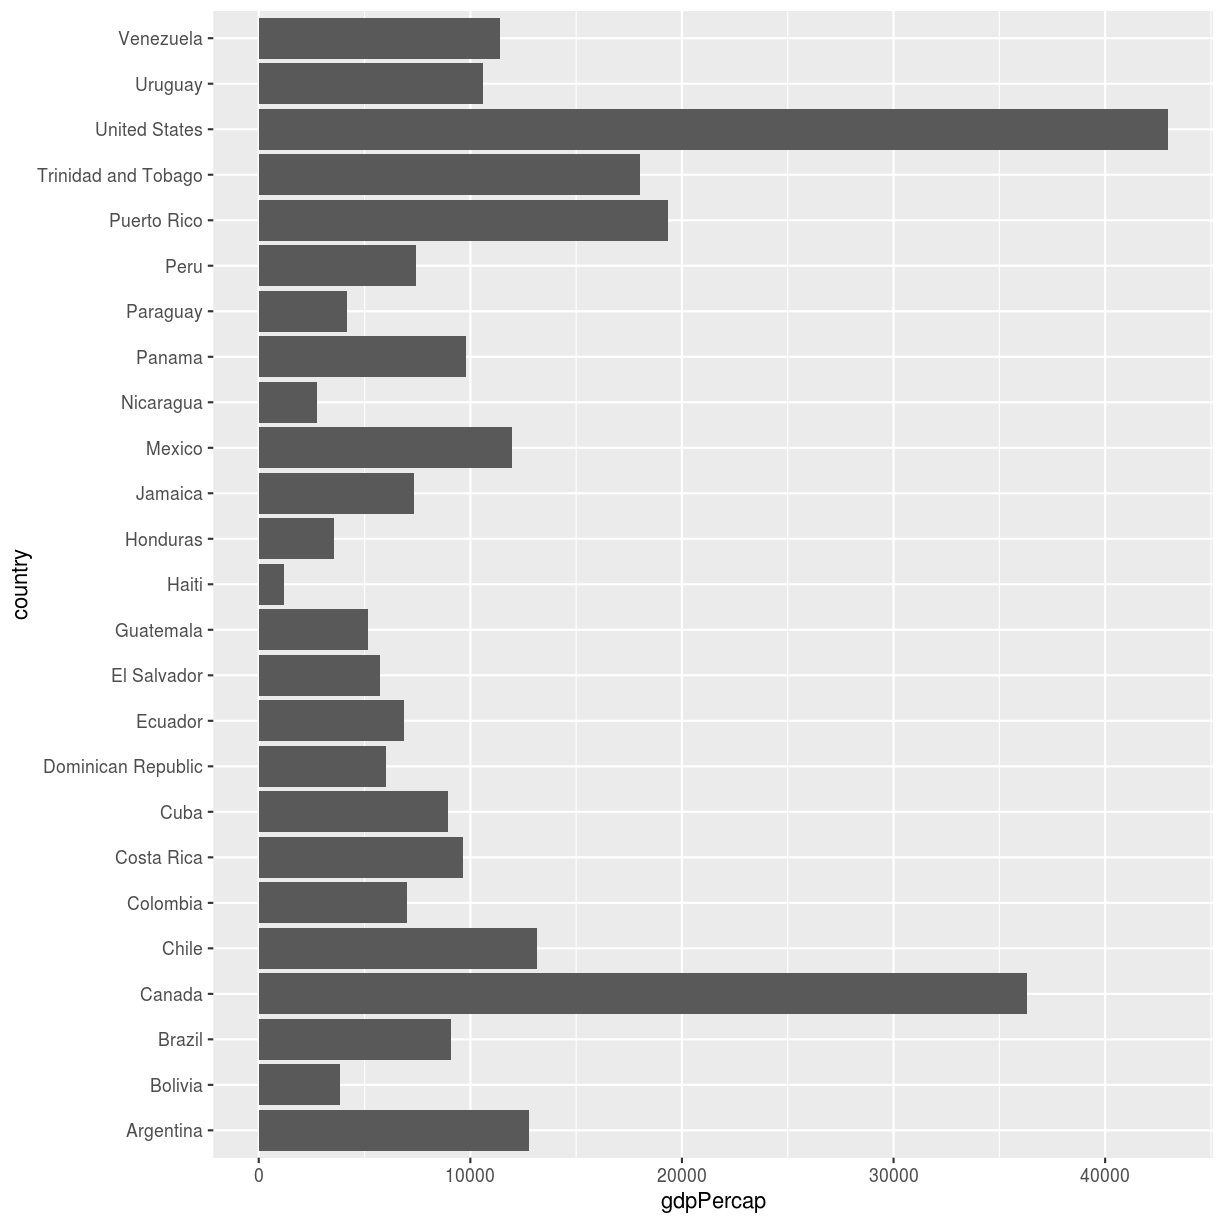 Venezuela
Uruguay
United States
Trinidad and Tobago
Puerto Rico
Peru
Paraguay
Panama
Nicaragua
Mexico
Jamaica
Honduras
Haiti
Guatemala
El Salvador
Ecuador
Dominican Republic
Cuba
Costa Rica
Colombia
Chile
Canada
Brazil
Bolivia
Argentina
country
0 10000 20000 30000 40000
gdpPercap